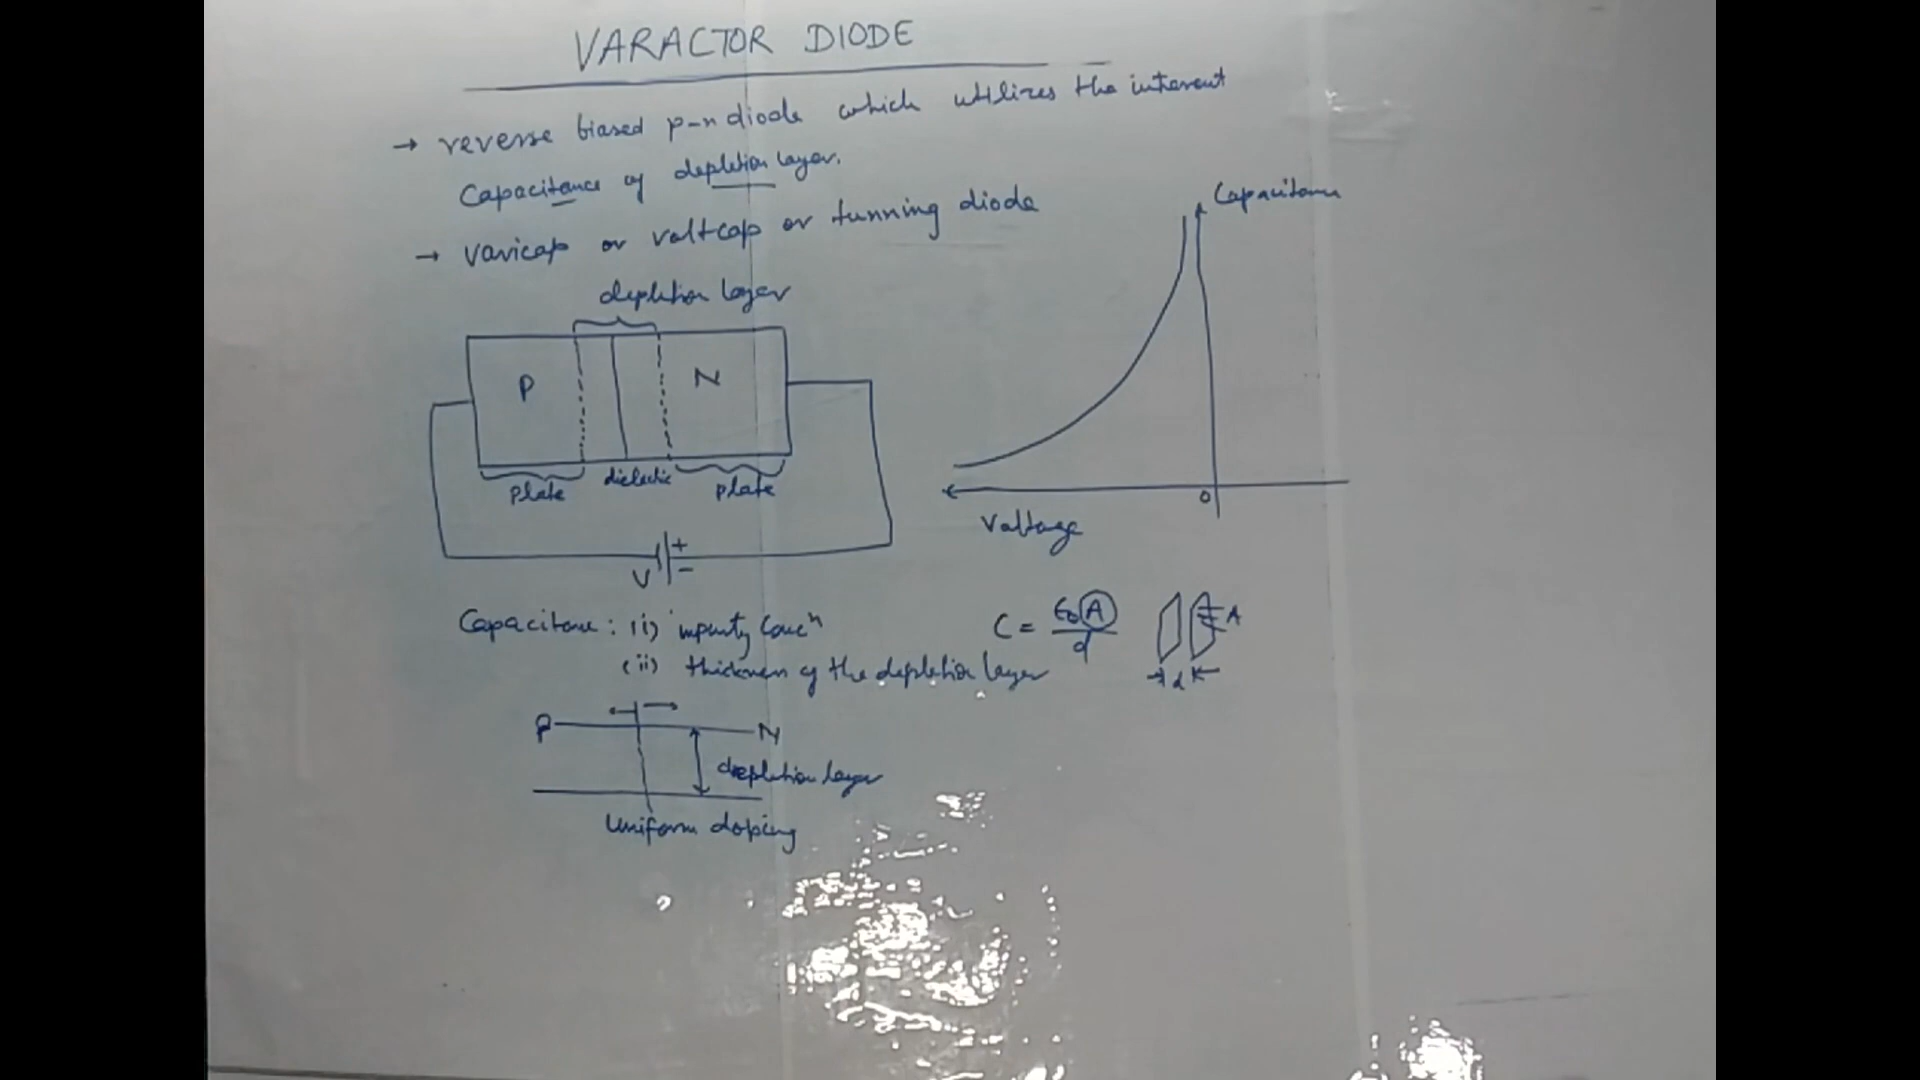 VARACTOR DIODE
→ reverse biased p-n diode which utilizes the inherent
Capacitance of depletion layer.
→ varicap or voltcap or tunning diode
depletion layer
P N
plate dielectric plate
V + -
Capacitance
0
Voltage
Capacitance : (i) impurity concⁿ
(ii) thickness of the depletion layer
C = ε₀A/d
A
d
P N
depletion layer
Uniform doping